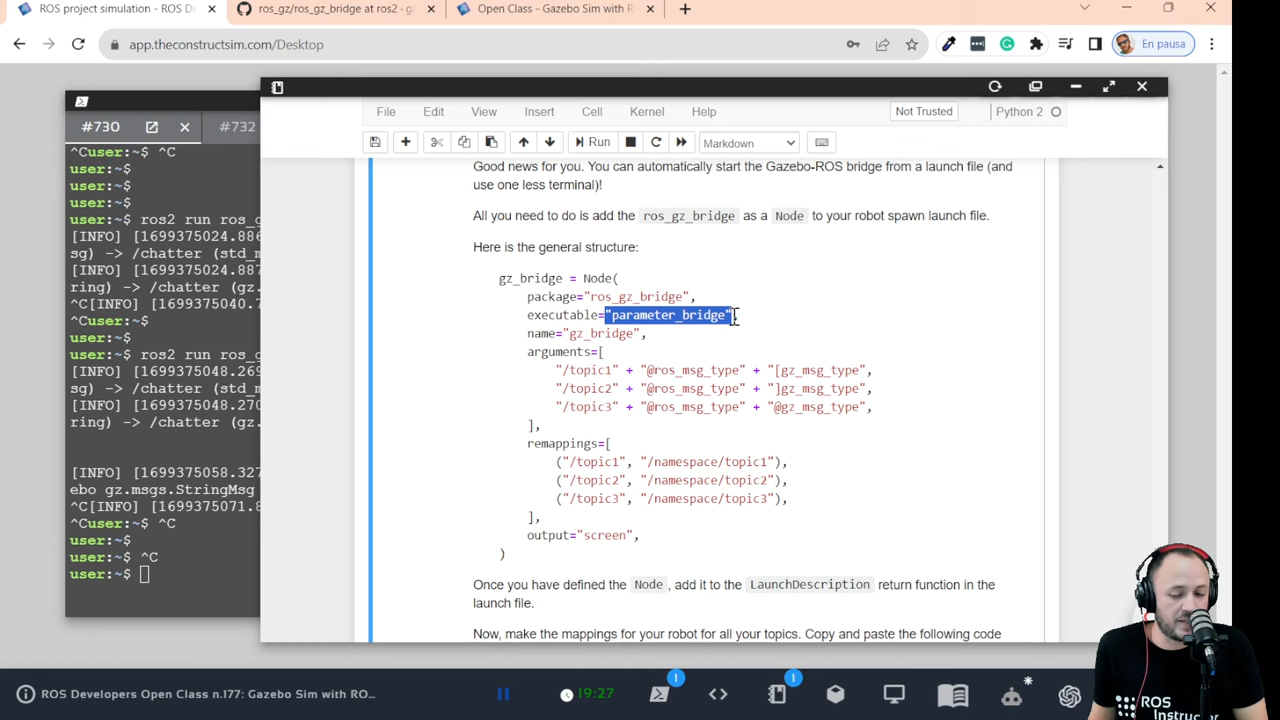 ROS project simulation - ROS De
ros_gz/ros_gz_bridge at ros2 · g
Open Class - Gazebo Sim with R
app.theconstructsim.com/Desktop
En pausa
#730
#732
File Edit View Insert Cell Kernel Help
Not Trusted
Python 2
Run
Markdown
^Cuser:~$ ^C
user:~$
user:~$
user:~$
user:~$ ros2 run ros_g
[INFO] [1699375024.886
sg) -> /chatter (std_m
[INFO] [1699375024.887
ring) -> /chatter (gz.
^C[INFO] [1699375040.7
^Cuser:~$
user:~$
user:~$ ros2 run ros_g
[INFO] [1699375048.269
sg) -> /chatter (std_m
[INFO] [1699375048.270
ring) -> /chatter (gz.
[INFO] [1699375058.327
ebo gz.msgs.StringMsg
^C[INFO] [1699375071.8
^Cuser:~$ ^C
user:~$
user:~$ ^C
user:~$
Good news for you. You can automatically start the Gazebo-ROS bridge from a launch file (and
use one less terminal)!
All you need to do is add the ros_gz_bridge as a Node to your robot spawn launch file.
Here is the general structure:
gz_bridge = Node(
package="ros_gz_bridge",
executable="parameter_bridge",
name="gz_bridge",
arguments=[
"/topic1" + "@ros_msg_type" + "[gz_msg_type",
"/topic2" + "@ros_msg_type" + "]gz_msg_type",
"/topic3" + "@ros_msg_type" + "@gz_msg_type",
],
remappings=[
("/topic1", "/namespace/topic1"),
("/topic2", "/namespace/topic2"),
("/topic3", "/namespace/topic3"),
],
output="screen",
)
Once you have defined the Node , add it to the LaunchDescription return function in the
launch file.
Now, make the mappings for your robot for all your topics. Copy and paste the following code
ROS Developers Open Class n.177: Gazebo Sim with RO...
19:27
1
1
ROS
Instructor